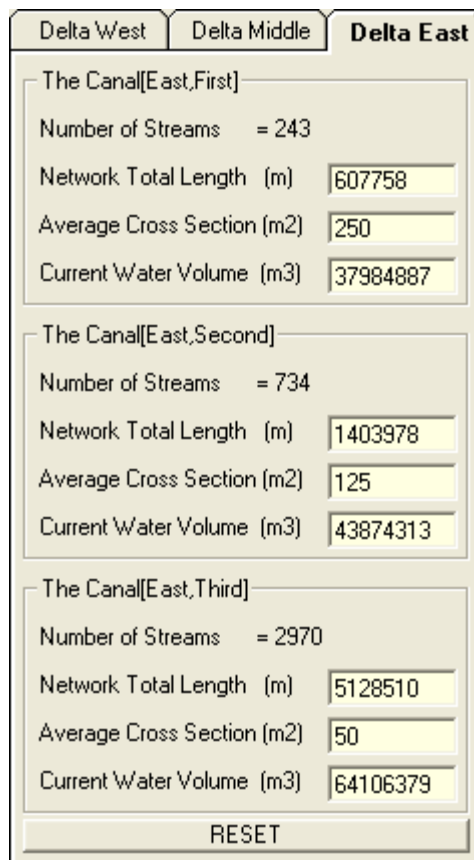 Delta West Delta Middle Delta East
The Canal[East,First]
Number of Streams = 243
Network Total Length (m) 607758
Average Cross Section (m2) 250
Current Water Volume (m3) 37984887
The Canal[East,Second]
Number of Streams = 734
Network Total Length (m) 1403978
Average Cross Section (m2) 125
Current Water Volume (m3) 43874313
The Canal[East,Third]
Number of Streams = 2970
Network Total Length (m) 5128510
Average Cross Section (m2) 50
Current Water Volume (m3) 64106379
RESET